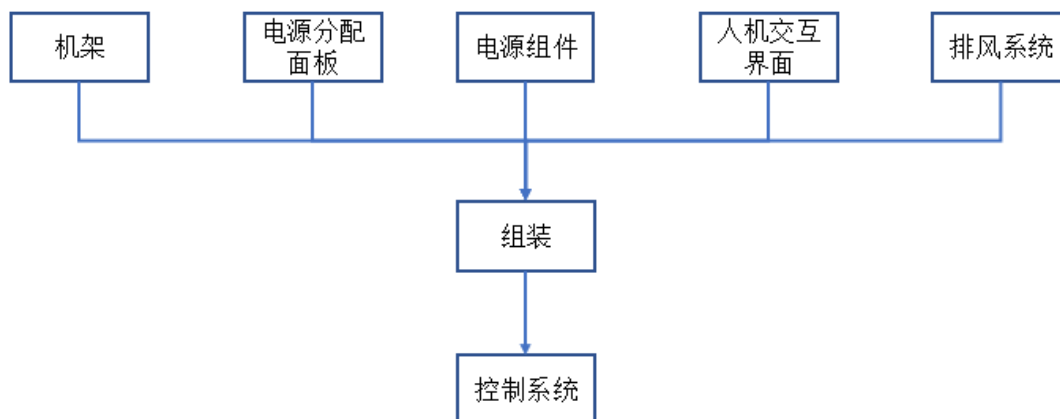 机架
电源分配
面板
电源组件
人机交互
界面
排风系统
组装
控制系统